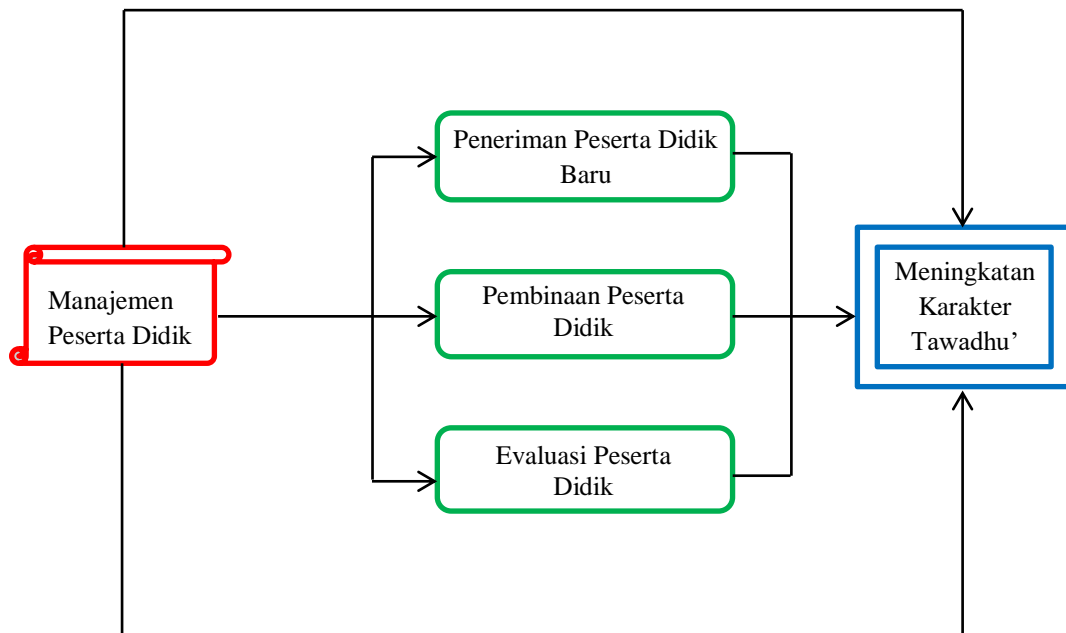 Peneriman Peserta Didik
Baru
Manajemen
Peserta Didik
Pembinaan Peserta
Didik
Meningkatan
Karakter
Tawadhu’
Evaluasi Peserta
Didik